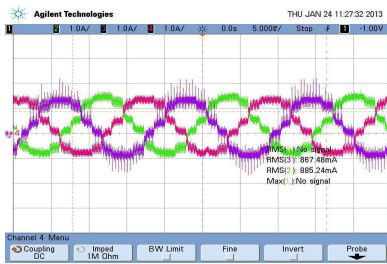 Agilent Technologies THU JAN 24 11:27:32 2013
1 2 1.0A/ 3 1.0A/ 4 1.0A/ 0.0s 5.000%/ Stop 1 -1.00V
RMS( ):No signal
RMS(3): 867.48mA
RMS(2): 885.24mA
Max(1):No signal
Channel 4 Menu
Coupling Imped BW Limit Fine Invert Probe
DC 1M Ohm